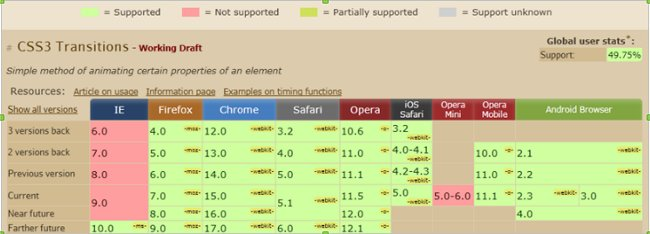 = Supported = Not supported = Partially supported = Support unknown
# CSS3 Transitions - Working Draft
Global user stats*:
Support: 49.75%
Simple method of animating certain properties of an element
Resources: Article on usage Information page Examples on timing functions
Show all versions IE Firefox Chrome Safari Opera iOS Safari Opera Mini Opera Mobile Android Browser
3 versions back 6.0 4.0 -moz- 12.0 -webkit- 3.2 -webkit- 10.6 -o- 3.2 -webkit-
2 versions back 7.0 5.0 -moz- 13.0 -webkit- 4.0 -webkit- 11.0 -o- 4.0-4.1 -webkit- 10.0 -o- 2.1 -webkit-
Previous version 8.0 6.0 -moz- 14.0 -webkit- 5.0 -webkit- 11.1 -o- 4.2-4.3 -webkit- 11.0 -o- 2.2 -webkit-
Current 9.0 7.0 -moz- 15.0 -webkit- 5.1 -webkit- 11.5 -o- 5.0 -webkit- 5.0-6.0 11.1 -o- 2.3 -webkit- 3.0 -webkit-
Near future 8.0 -moz- 16.0 -webkit- 12.0 -o- 4.0 -webkit-
Farther future 10.0 -ms- 9.0 -moz- 17.0 -webkit- 6.0 -webkit- 12.1 -o-